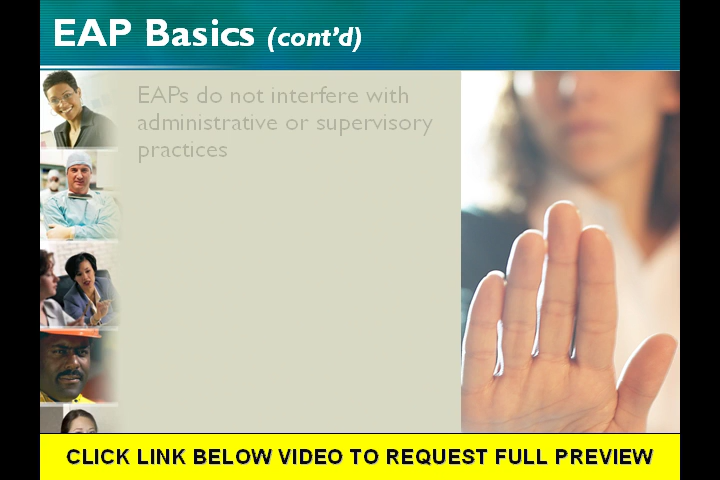 EAP Basics (cont'd)
EAPs do not interfere with
administrative or supervisory
practices
CLICK LINK BELOW VIDEO TO REQUEST FULL PREVIEW